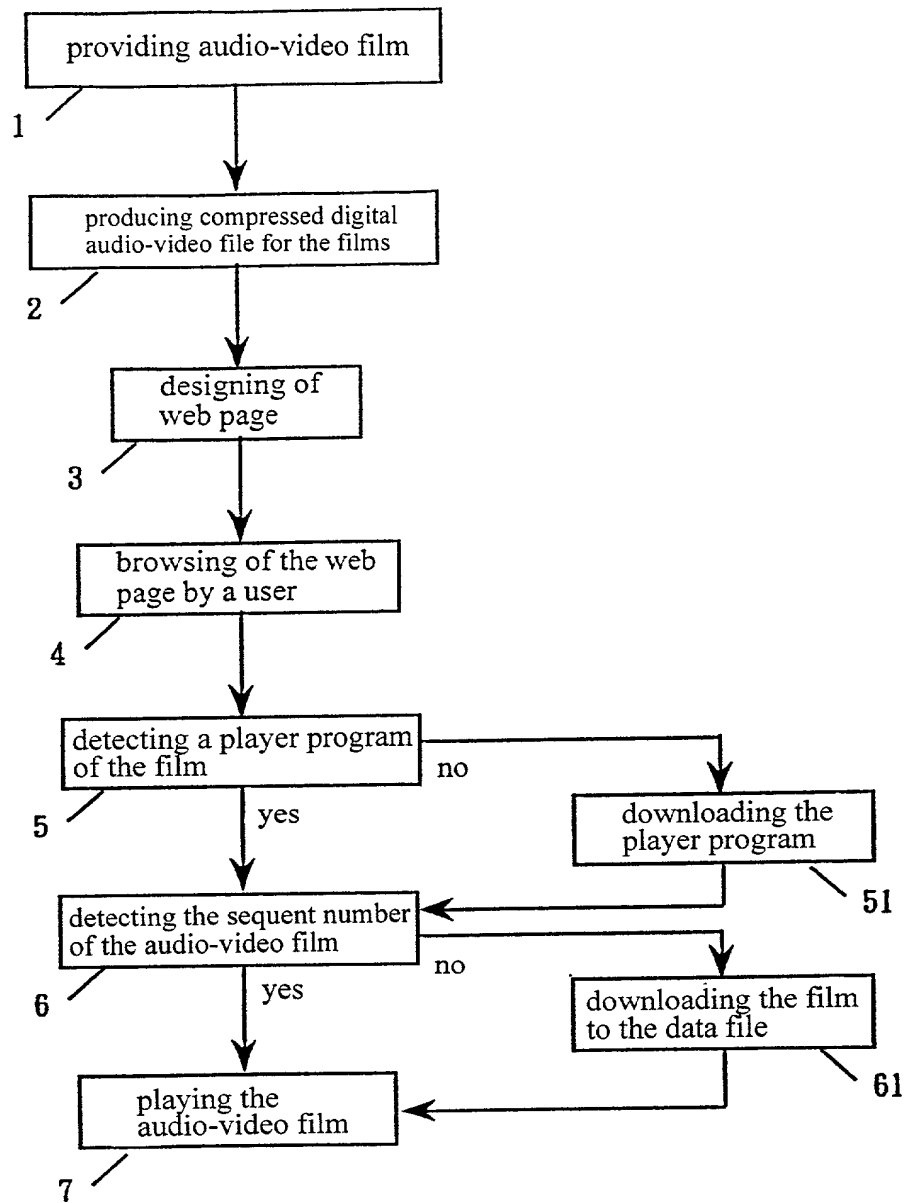 providing audio-video film
1
producing compressed digital
audio-video file for the films
2
designing of
web page
3
browsing of the web
page by a user
4
detecting a player program
of the film
no
5
yes
downloading the
player program
51
detecting the sequent number
of the audio-video film
no
6
yes
downloading the film
to the data file
61
playing the
audio-video film
7